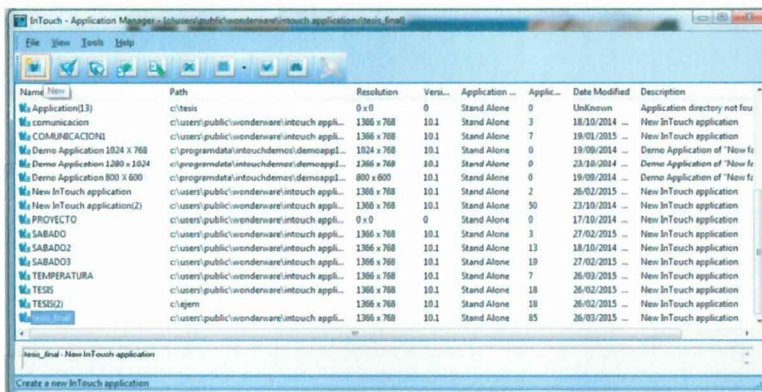 InTouch - Application Manager - [c:\users\public\wonderware\intouch applications\tesis_final]
File View Tools Help
Name New Path Resolution Versi... Application ... Applic... Date Modified Description
Application(13) c:\tesis 0 x 0 0 Stand Alone 0 UnKnown Application directory not fou
comunicacion c:\users\public\wonderware\intouch appli... 1366 x 768 10.1 Stand Alone 3 18/10/2014 ... New InTouch application
COMUNICACION1 c:\users\public\wonderware\intouch appli... 1366 x 768 10.1 Stand Alone 7 19/01/2015 ... New InTouch application
Demo Application 1024 X 768 c:\programdata\intouchdemos\demoapp1... 1024 x 768 10.1 Stand Alone 0 19/09/2014 ... Demo Application of "Now fa
Demo Application 1280 x 1024 c:\programdata\intouchdemos\demoapp1... 1366 x 768 10.1 Stand Alone 0 23/10/2014 ... Demo Application of "Now fa
Demo Application 800 X 600 c:\programdata\intouchdemos\demoapp1... 800 x 600 10.1 Stand Alone 0 19/09/2014 ... Demo Application of "Now fa
New InTouch application c:\users\public\wonderware\intouch appli... 1366 x 768 10.1 Stand Alone 2 26/02/2015 ... New InTouch application
New InTouch application(2) c:\users\public\wonderware\intouch appli... 1366 x 768 10.1 Stand Alone 50 23/10/2014 ... New InTouch application
PROYECTO c:\users\public\wonderware\intouch appli... 0 x 0 0 Stand Alone 0 17/10/2014 ... New InTouch application
SABADO c:\users\public\wonderware\intouch appli... 1366 x 768 10.1 Stand Alone 3 27/02/2015 ... New InTouch application
SABADO2 c:\users\public\wonderware\intouch appli... 1366 x 768 10.1 Stand Alone 13 18/10/2014 ... New InTouch application
SABADO3 c:\users\public\wonderware\intouch appli... 1366 x 768 10.1 Stand Alone 19 27/02/2015 ... New InTouch application
TEMPERATURA c:\users\public\wonderware\intouch appli... 1366 x 768 10.1 Stand Alone 7 26/03/2015 ... New InTouch application
TESIS c:\users\public\wonderware\intouch appli... 1366 x 768 10.1 Stand Alone 18 26/02/2015 ... New InTouch application
TESIS(2) c:\ejem 1366 x 768 10.1 Stand Alone 18 26/02/2015 ... New InTouch application
tesis_final c:\users\public\wonderware\intouch appli... 1366 x 768 10.1 Stand Alone 85 26/03/2015 ... New InTouch application
tesis_final - New InTouch application
Create a new InTouch application